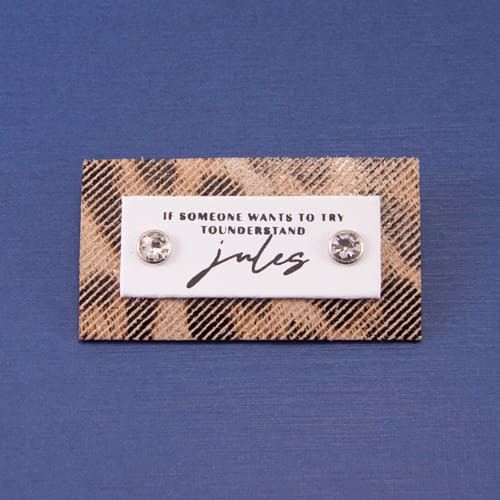 IF SOMEONE WANTS TO TRY
TOUNDERSTAND
jules